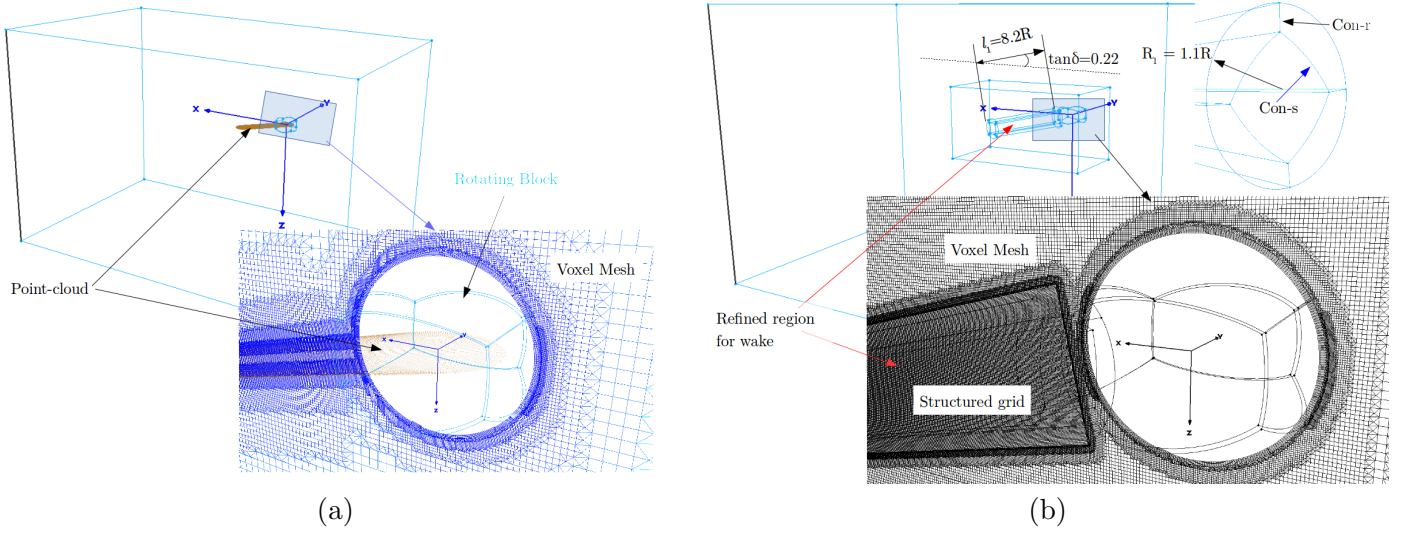 X
Y
Z
Rotating Block
Voxel Mesh
Point-cloud
X
Y
Z
(a)
l₁=8.2R
tanδ=0.22
X
Y
Con-r
R₁ = 1.1R
Con-s
Voxel Mesh
Refined region
for wake
Structured grid
X
Y
Z
(b)